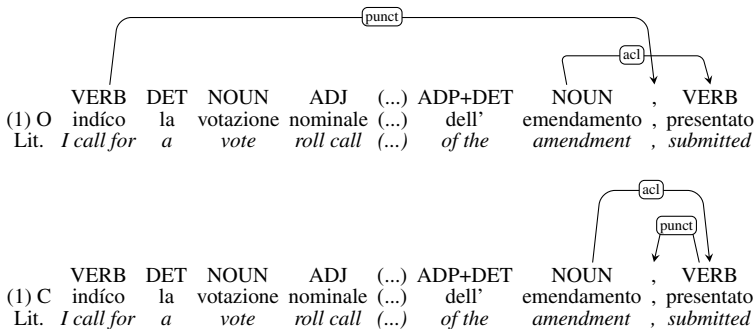 punct
acl
VERB DET NOUN ADJ (...) ADP+DET NOUN , VERB
(1) O indíco la votazione nominale (...) dell' emendamento , presentato
Lit. I call for a vote roll call (...) of the amendment , submitted
acl
punct
VERB DET NOUN ADJ (...) ADP+DET NOUN , VERB
(1) C indíco la votazione nominale (...) dell' emendamento , presentato
Lit. I call for a vote roll call (...) of the amendment , submitted